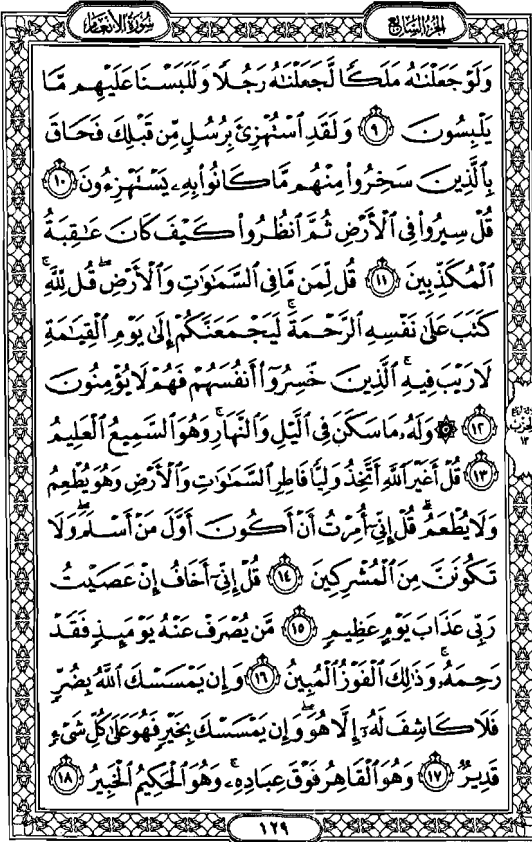 الجزء السابع
سورة الأنعام
وَلَوْ جَعَلْنَٰهُ مَلَكًا لَّجَعَلْنَٰهُ رَجُلًا وَلَلَبَسْنَا عَلَيْهِم مَّا
يَلْبِسُونَ ٩ وَلَقَدِ ٱسْتُهْزِئَ بِرُسُلٍ مِّن قَبْلِكَ فَحَاقَ
بِٱلَّذِينَ سَخِرُوا۟ مِنْهُم مَّا كَانُوا۟ بِهِۦ يَسْتَهْزِءُونَ ١٠
قُلْ سِيرُوا۟ فِى ٱلْأَرْضِ ثُمَّ ٱنظُرُوا۟ كَيْفَ كَانَ عَٰقِبَةُ
ٱلْمُكَذِّبِينَ ١١ قُل لِّمَن مَّا فِى ٱلسَّمَٰوَٰتِ وَٱلْأَرْضِ ۖ قُل لِّلَّهِ ۚ
كَتَبَ عَلَىٰ نَفْسِهِ ٱلرَّحْمَةَ ۚ لَيَجْمَعَنَّكُمْ إِلَىٰ يَوْمِ ٱلْقِيَٰمَةِ
لَا رَيْبَ فِيهِ ۚ ٱلَّذِينَ خَسِرُوٓا۟ أَنفُسَهُمْ فَهُمْ لَا يُؤْمِنُونَ
١٢ ۞ وَلَهُۥ مَا سَكَنَ فِى ٱلَّيْلِ وَٱلنَّهَارِ ۚ وَهُوَ ٱلسَّمِيعُ ٱلْعَلِيمُ
١٣ قُلْ أَغَيْرَ ٱللَّهِ أَتَّخِذُ وَلِيًّا فَاطِرِ ٱلسَّمَٰوَٰتِ وَٱلْأَرْضِ وَهُوَ يُطْعِمُ
وَلَا يُطْعَمُ ۗ قُلْ إِنِّىٓ أُمِرْتُ أَنْ أَكُونَ أَوَّلَ مَنْ أَسْلَمَ ۖ وَلَا
تَكُونَنَّ مِنَ ٱلْمُشْرِكِينَ ١٤ قُلْ إِنِّىٓ أَخَافُ إِنْ عَصَيْتُ
رَبِّى عَذَابَ يَوْمٍ عَظِيمٍ ١٥ مَّن يُصْرَفْ عَنْهُ يَوْمَئِذٍ فَقَدْ
رَحِمَهُۥ ۚ وَذَٰلِكَ ٱلْفَوْزُ ٱلْمُبِينُ ١٦ وَإِن يَمْسَسْكَ ٱللَّهُ بِضُرٍّ
فَلَا كَاشِفَ لَهُۥٓ إِلَّا هُوَ ۖ وَإِن يَمْسَسْكَ بِخَيْرٍ فَهُوَ عَلَىٰ كُلِّ شَىْءٍ
قَدِيرٌ ١٧ وَهُوَ ٱلْقَاهِرُ فَوْقَ عِبَادِهِۦ ۚ وَهُوَ ٱلْحَكِيمُ ٱلْخَبِيرُ ١٨
١٢٩